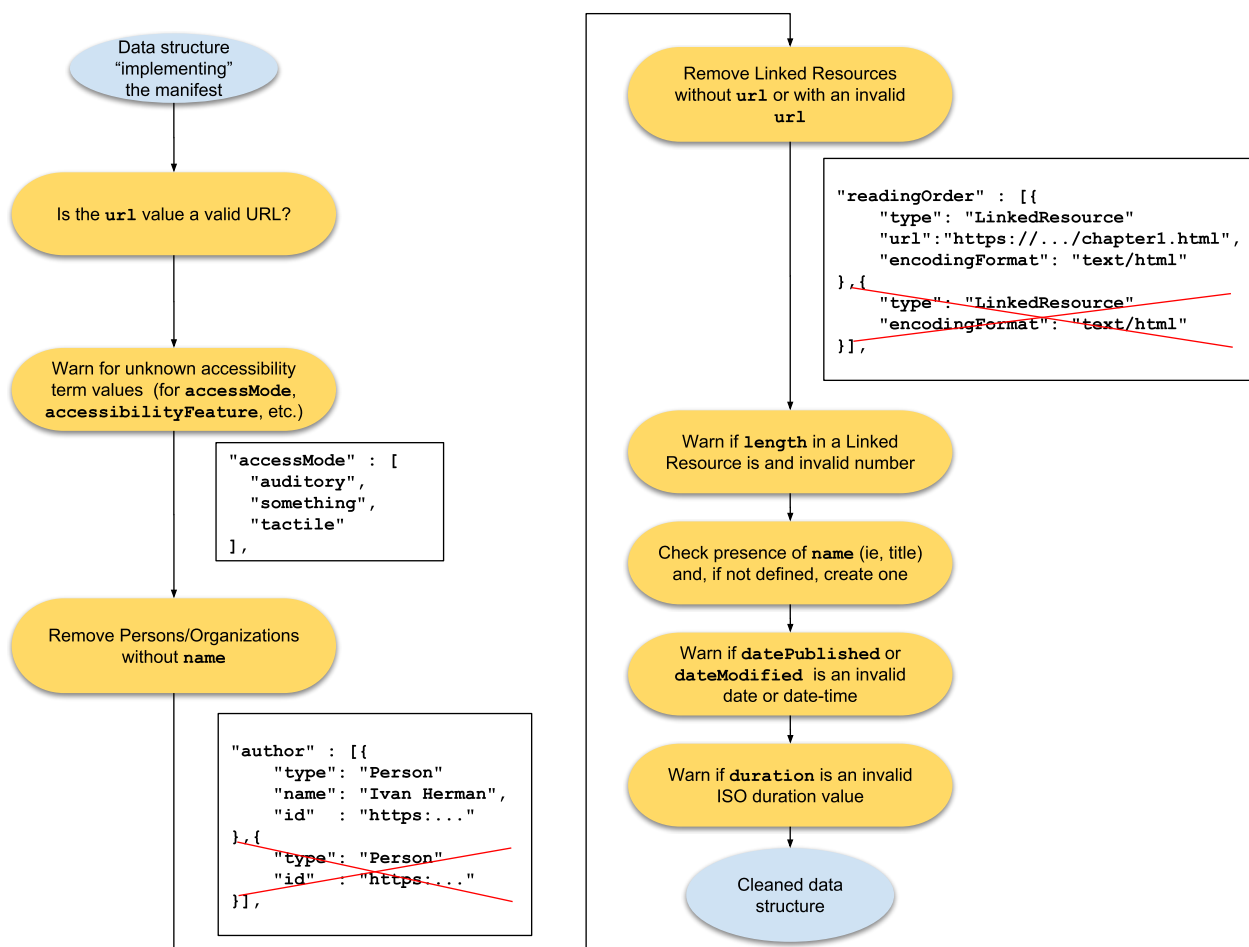 Data structure
“implementing”
the manifest
Is the url value a valid URL?
Warn for unknown accessibility
term values  (for accessMode,
accessibilityFeature, etc.)
"accessMode" : [
"auditory",
"something",
"tactile"
],
Remove Persons/Organizations
without name
"author" : [{
"type": "Person"
"name": "Ivan Herman",
"id"  : "https:..."
},{
"type": "Person"
"id"  : "https:..."
}],
Remove Linked Resources
without url or with an invalid
url
"readingOrder" : [{
"type": "LinkedResource"
"url":"https://.../chapter1.html",
"encodingFormat": "text/html"
},{
"type": "LinkedResource"
"encodingFormat": "text/html"
}],
Warn if length in a Linked
Resource is and invalid number
Check presence of name (ie, title)
and, if not defined, create one
Warn if datePublished or
dateModified  is an invalid
date or date-time
Warn if duration is an invalid
ISO duration value
Cleaned data
structure